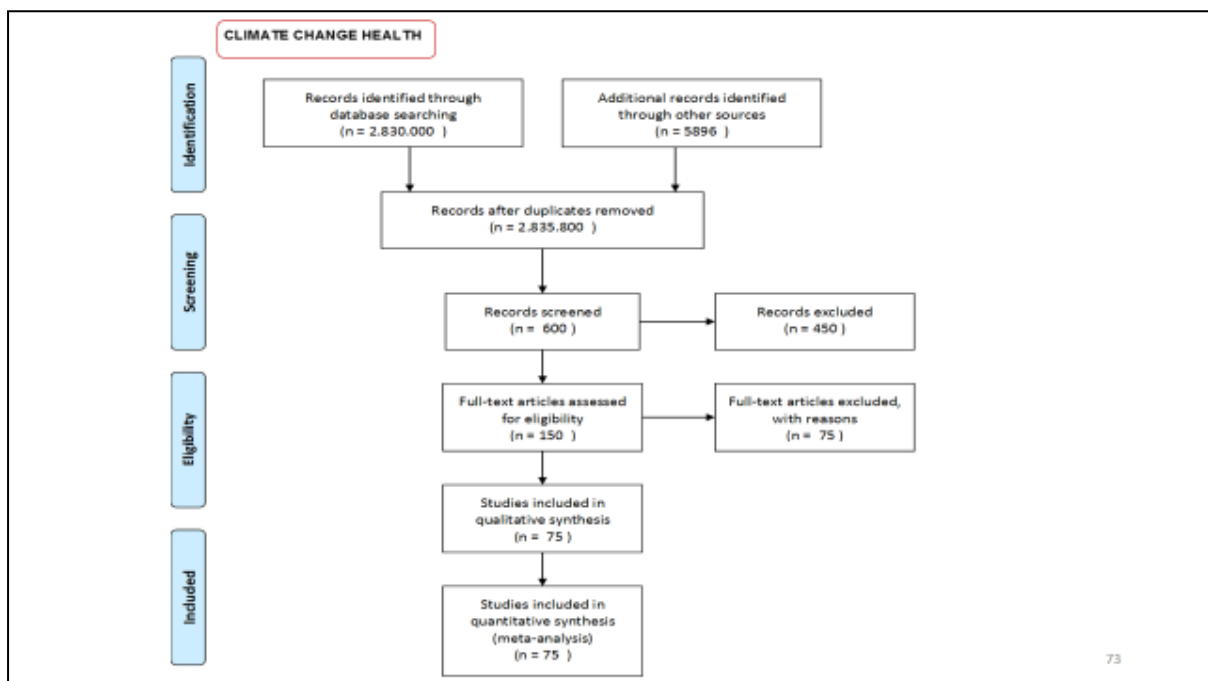 CLIMATE CHANGE HEALTH
Identification
Records identified through
database searching
(n = 2.830.000 )
Additional records identified
through other sources
(n = 5896 )
Records after duplicates removed
(n = 2.835.800 )
Screening
Records screened
(n = 600 )
Records excluded
(n = 450 )
Eligibility
Full-text articles assessed
for eligibility
(n = 150 )
Full-text articles excluded,
with reasons
(n = 75 )
Studies included in
qualitative synthesis
(n = 75 )
Included
Studies included in
quantitative synthesis
(meta-analysis)
(n = 75 )
73